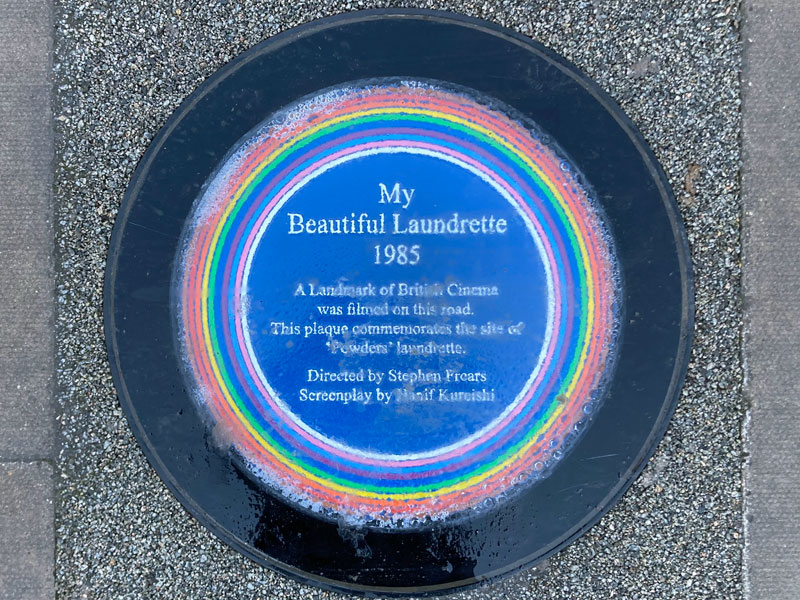 My
Beautiful Laundrette
1985
A Landmark of British Cinema
was filmed on this road.
This plaque commemorates the site of
'Powders' laundrette.
Directed by Stephen Frears
Screenplay by Hanif Kureishi